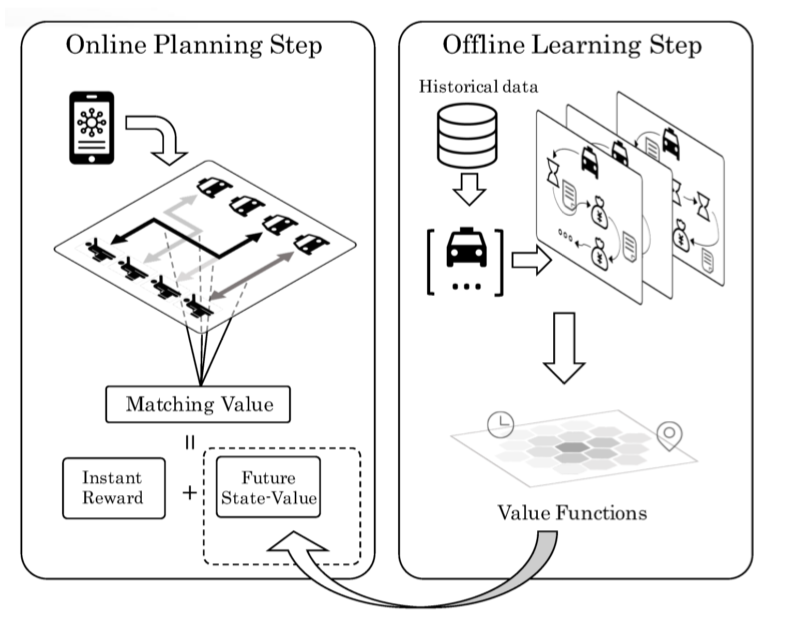 Online Planning Step
Matching Value
=
Instant
Reward
+
Future
State-Value
Offline Learning Step
Historical data
[ ... ]
Value Functions